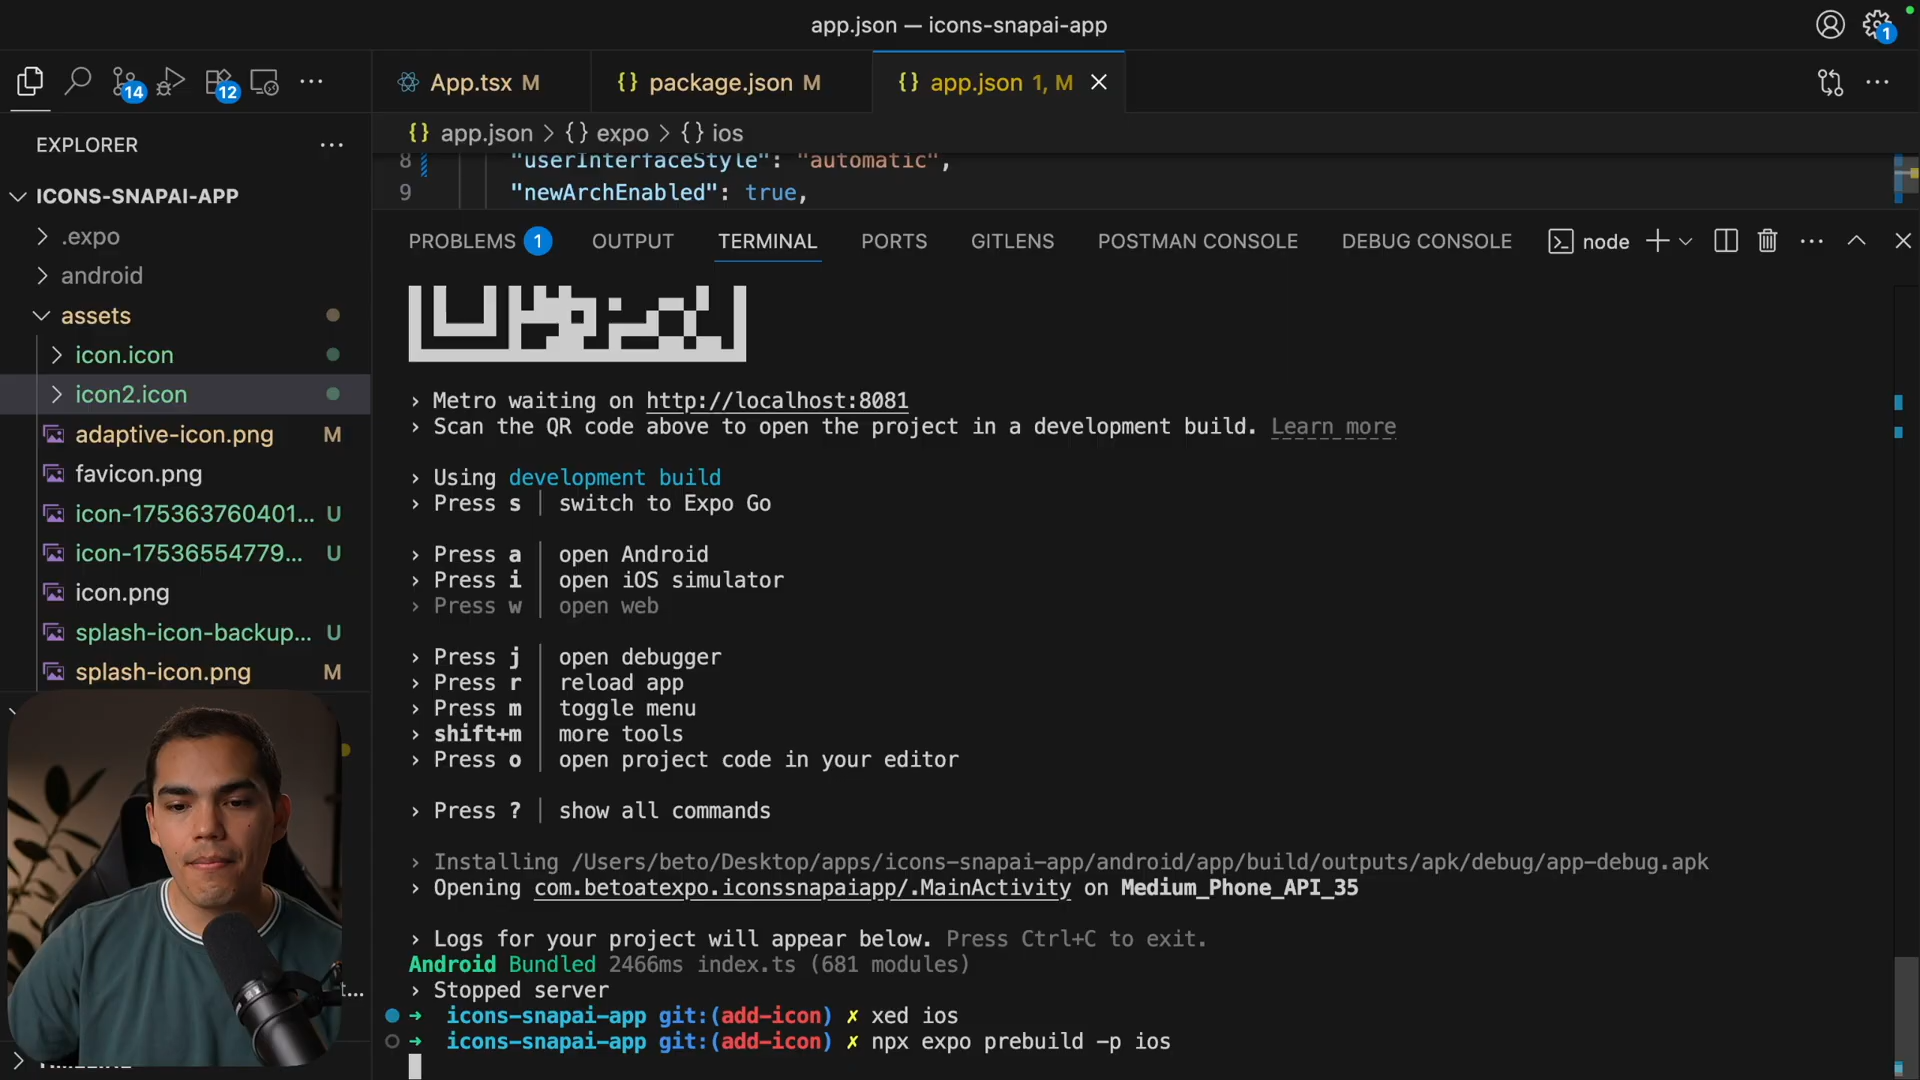 app.json — icons-snapai-app
1
14
12
App.tsx M
package.json M
app.json 1, M
EXPLORER
app.json > {} expo > {} ios
8 "userInterfaceStyle": "automatic",
9 "newArchEnabled": true,
ICONS-SNAPAI-APP
.expo
android
assets
icon.icon
icon2.icon
adaptive-icon.png M
favicon.png
icon-175363760401... U
icon-17536554779... U
icon.png
splash-icon-backup... U
splash-icon.png M
PROBLEMS 1 OUTPUT TERMINAL PORTS GITLENS POSTMAN CONSOLE DEBUG CONSOLE node
› Metro waiting on http://localhost:8081
› Scan the QR code above to open the project in a development build. Learn more
› Using development build
› Press s │ switch to Expo Go
› Press a │ open Android
› Press i │ open iOS simulator
› Press w │ open web
› Press j │ open debugger
› Press r │ reload app
› Press m │ toggle menu
› shift+m │ more tools
› Press o │ open project code in your editor
› Press ? │ show all commands
› Installing /Users/beto/Desktop/apps/icons-snapai-app/android/app/build/outputs/apk/debug/app-debug.apk
› Opening com.betoatexpo.iconssnapaiapp/.MainActivity on Medium_Phone_API_35
› Logs for your project will appear below. Press Ctrl+C to exit.
Android Bundled 2466ms index.ts (681 modules)
› Stopped server
➜ icons-snapai-app git:(add-icon) ✗ xed ios
➜ icons-snapai-app git:(add-icon) ✗ npx expo prebuild -p ios